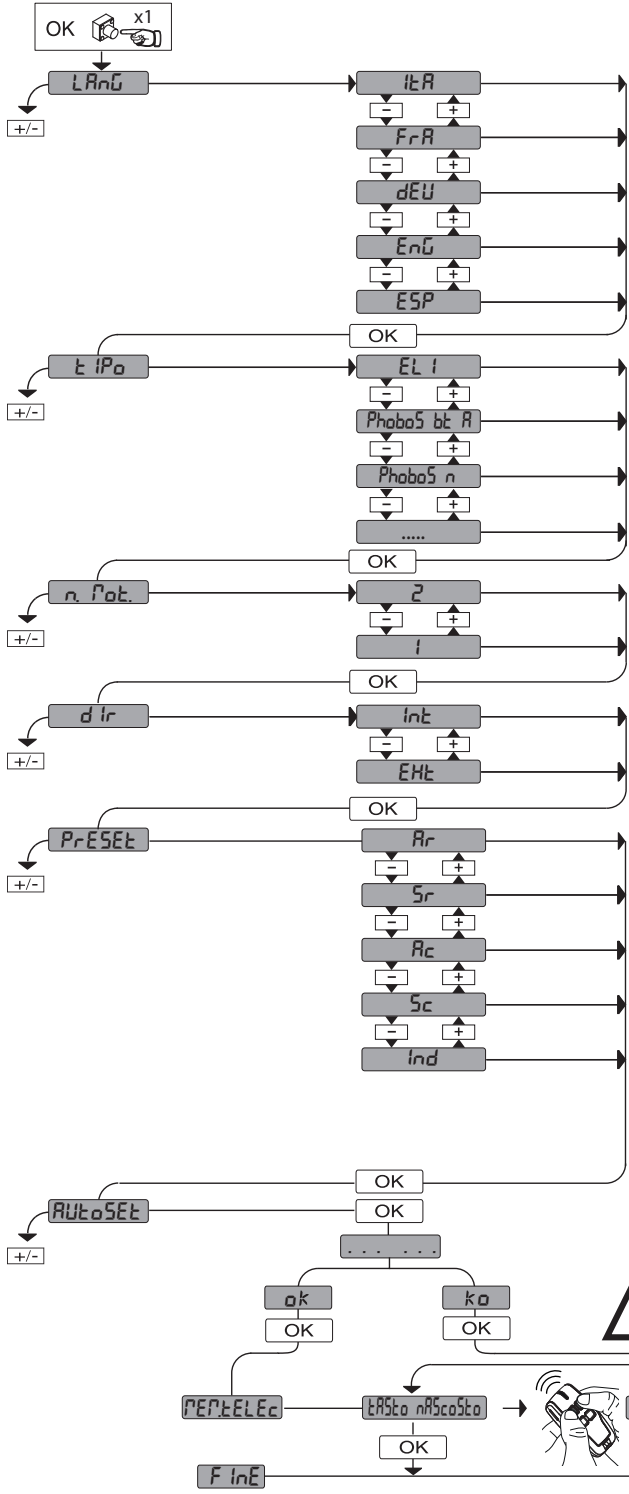 OK x1
LAnG ItA
+/-
- +
FrA
- +
dEU
- +
EnG
- +
ESP
OK
tIPo EL I
+/-
- +
PhoboS bt A
- +
PhoboS n
- +
.....
OK
n. Mot. 2
+/-
- +
1
OK
dIr Int
+/-
- +
EHt
OK
PrESEt Ar
+/-
- +
Sr
- +
Ac
- +
Sc
- +
Ind
OK
AUtoSEt OK
+/-
... ...
ok ko
OK OK
MEM.tELEc tASto nAScoSto
OK
FInE